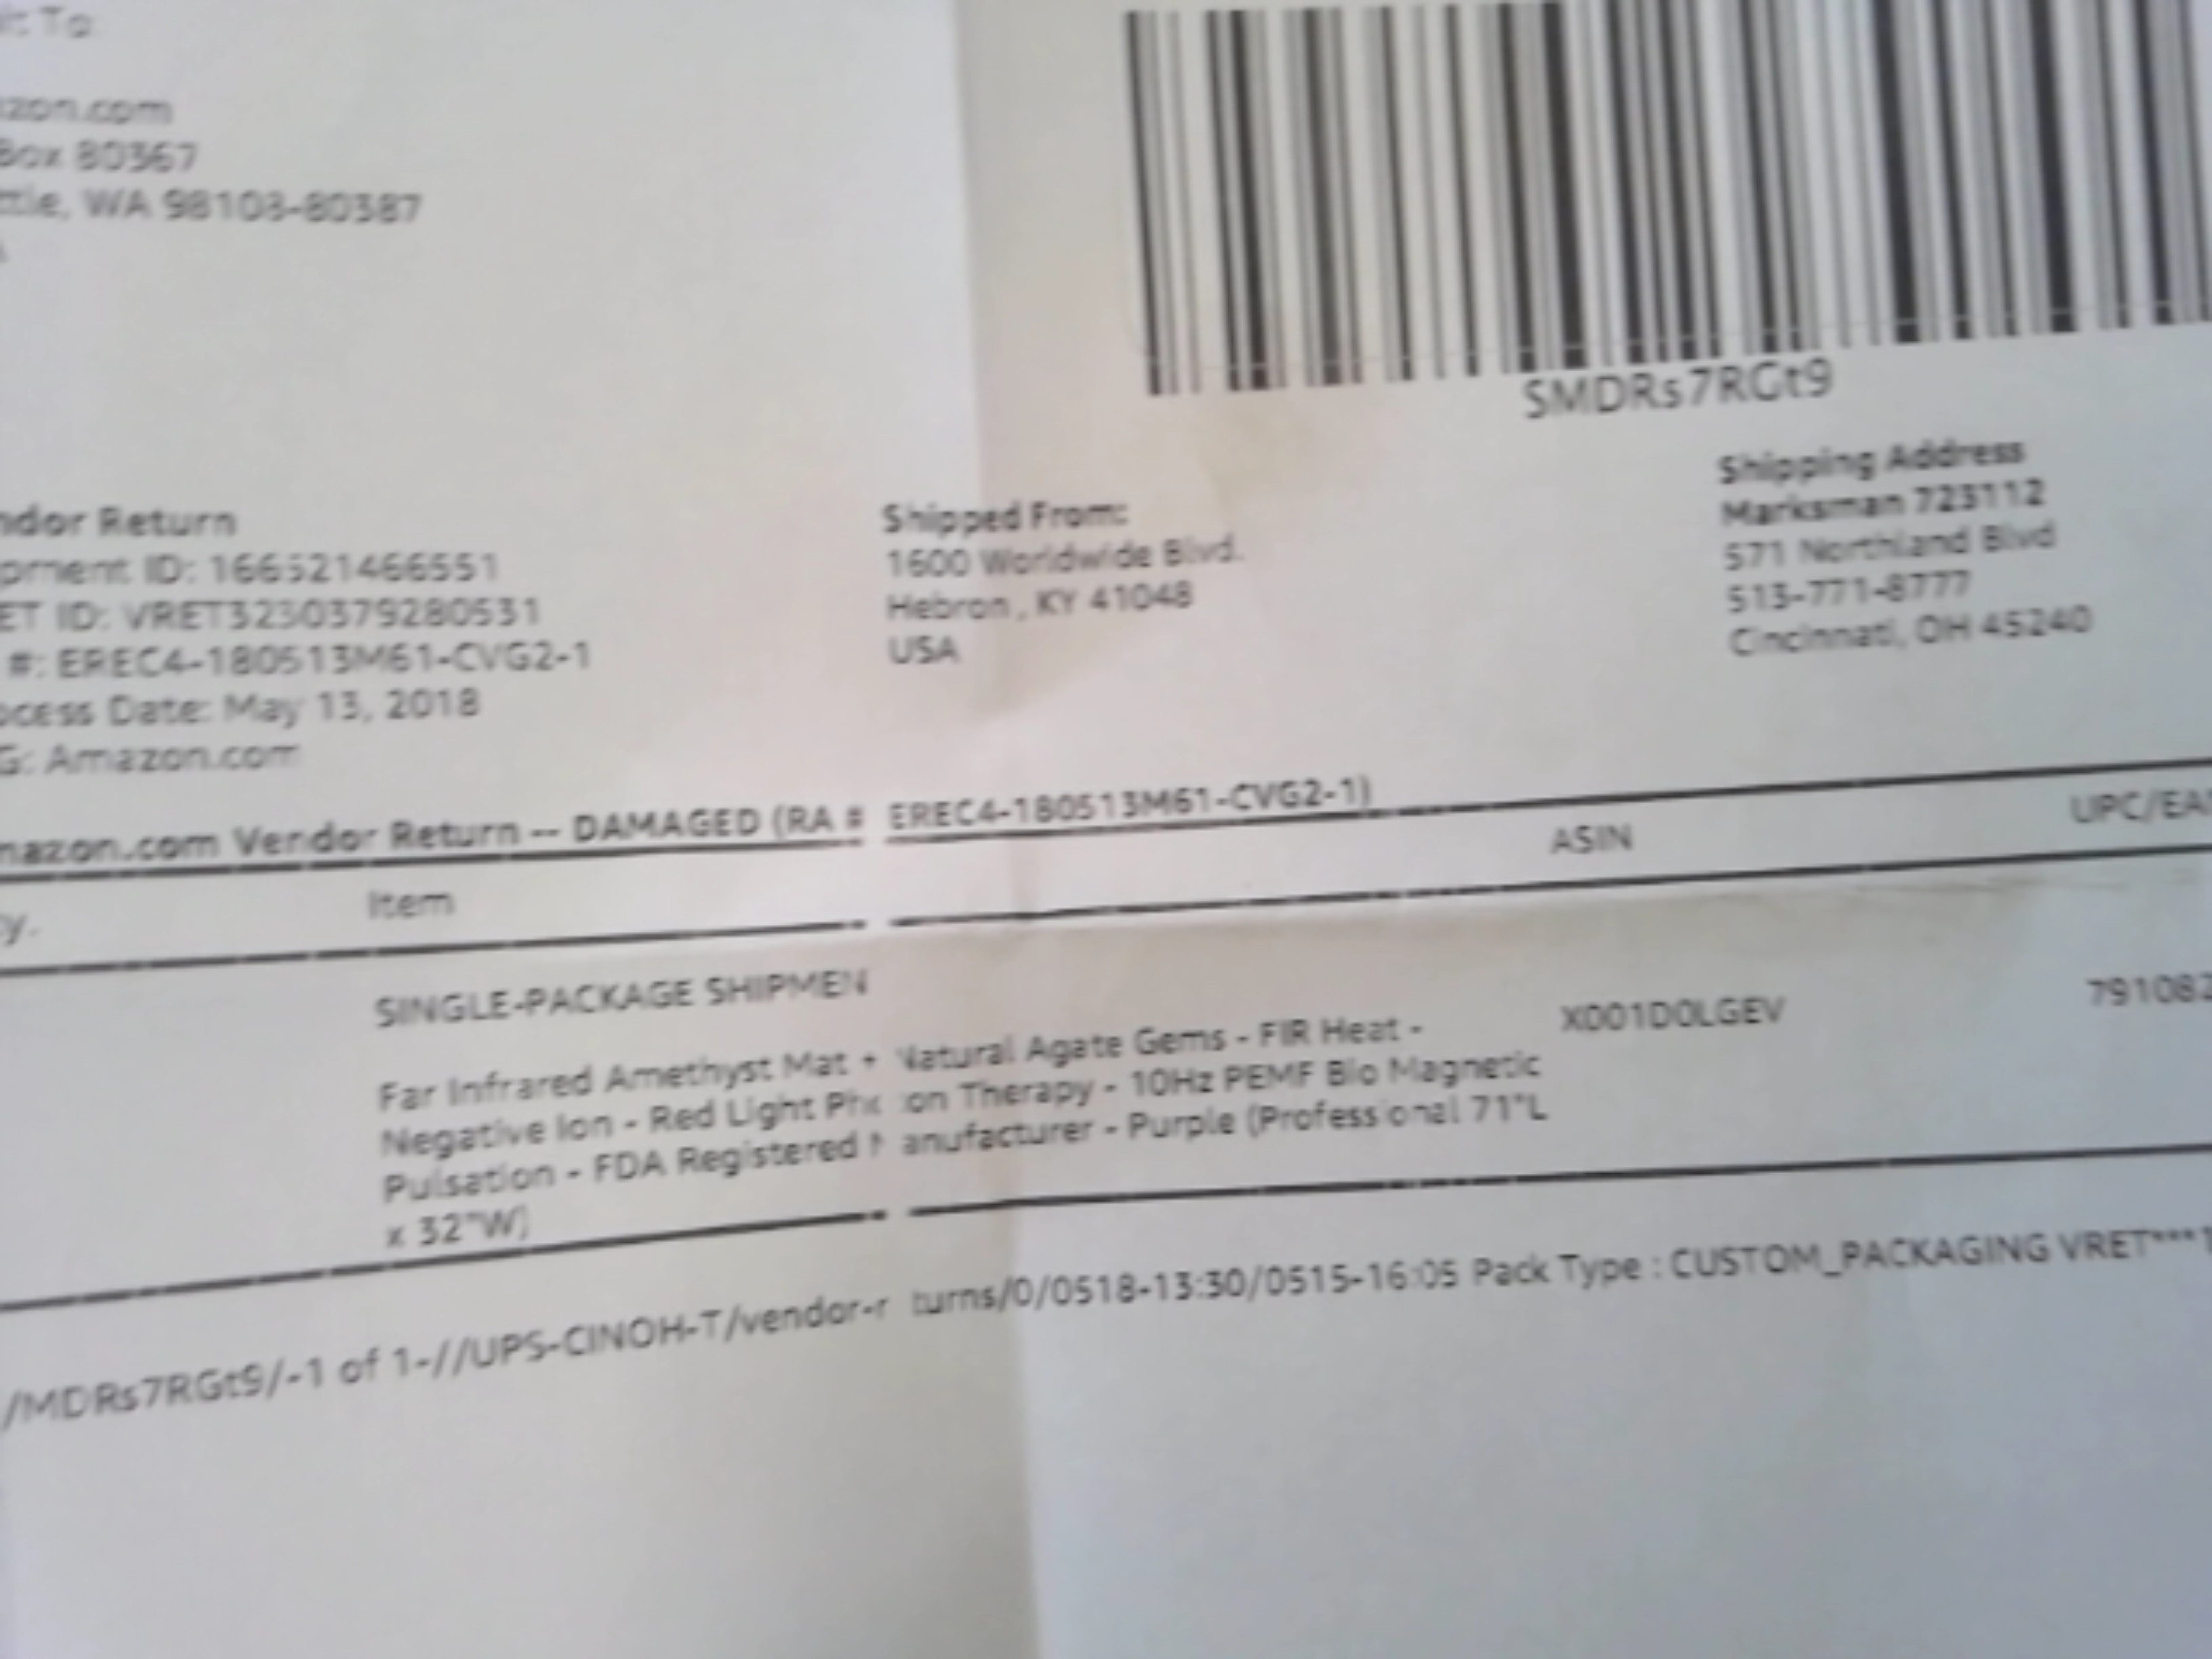 To
zon.com
Box 80367
ttle, WA 98108-80387
SMDRs7RGt9
ndor Return
pment ID: 166521466551
ET ID: VRET3230379280531
#: EREC4-180513M61-CVG2-1
ocess Date: May 13, 2018
G: Amazon.com
Shipped From:
1600 Worldwide Blvd.
Hebron , KY 41048
USA
Shipping Address
Marksman 723112
571 Northland Blvd
513-771-8777
Cincinnati, OH 45240
mazon.com Vendor Return -- DAMAGED (RA # EREC4-180513M61-CVG2-1)
y. Item ASIN UPC/EA
SINGLE-PACKAGE SHIPMEN
Far Infrared Amethyst Mat + Natural Agate Gems - FIR Heat - X001D0LGEV 791082
Negative Ion - Red Light Pho on Therapy - 10Hz PEMF Bio Magnetic
Pulsation - FDA Registered M anufacturer - Purple (Professional 71"L
x 32"W)
/MDRs7RGt9/-1 of 1-//UPS-CINOH-T/vendor-r turns/0/0518-13:30/0515-16:05 Pack Type : CUSTOM_PACKAGING VRET***1